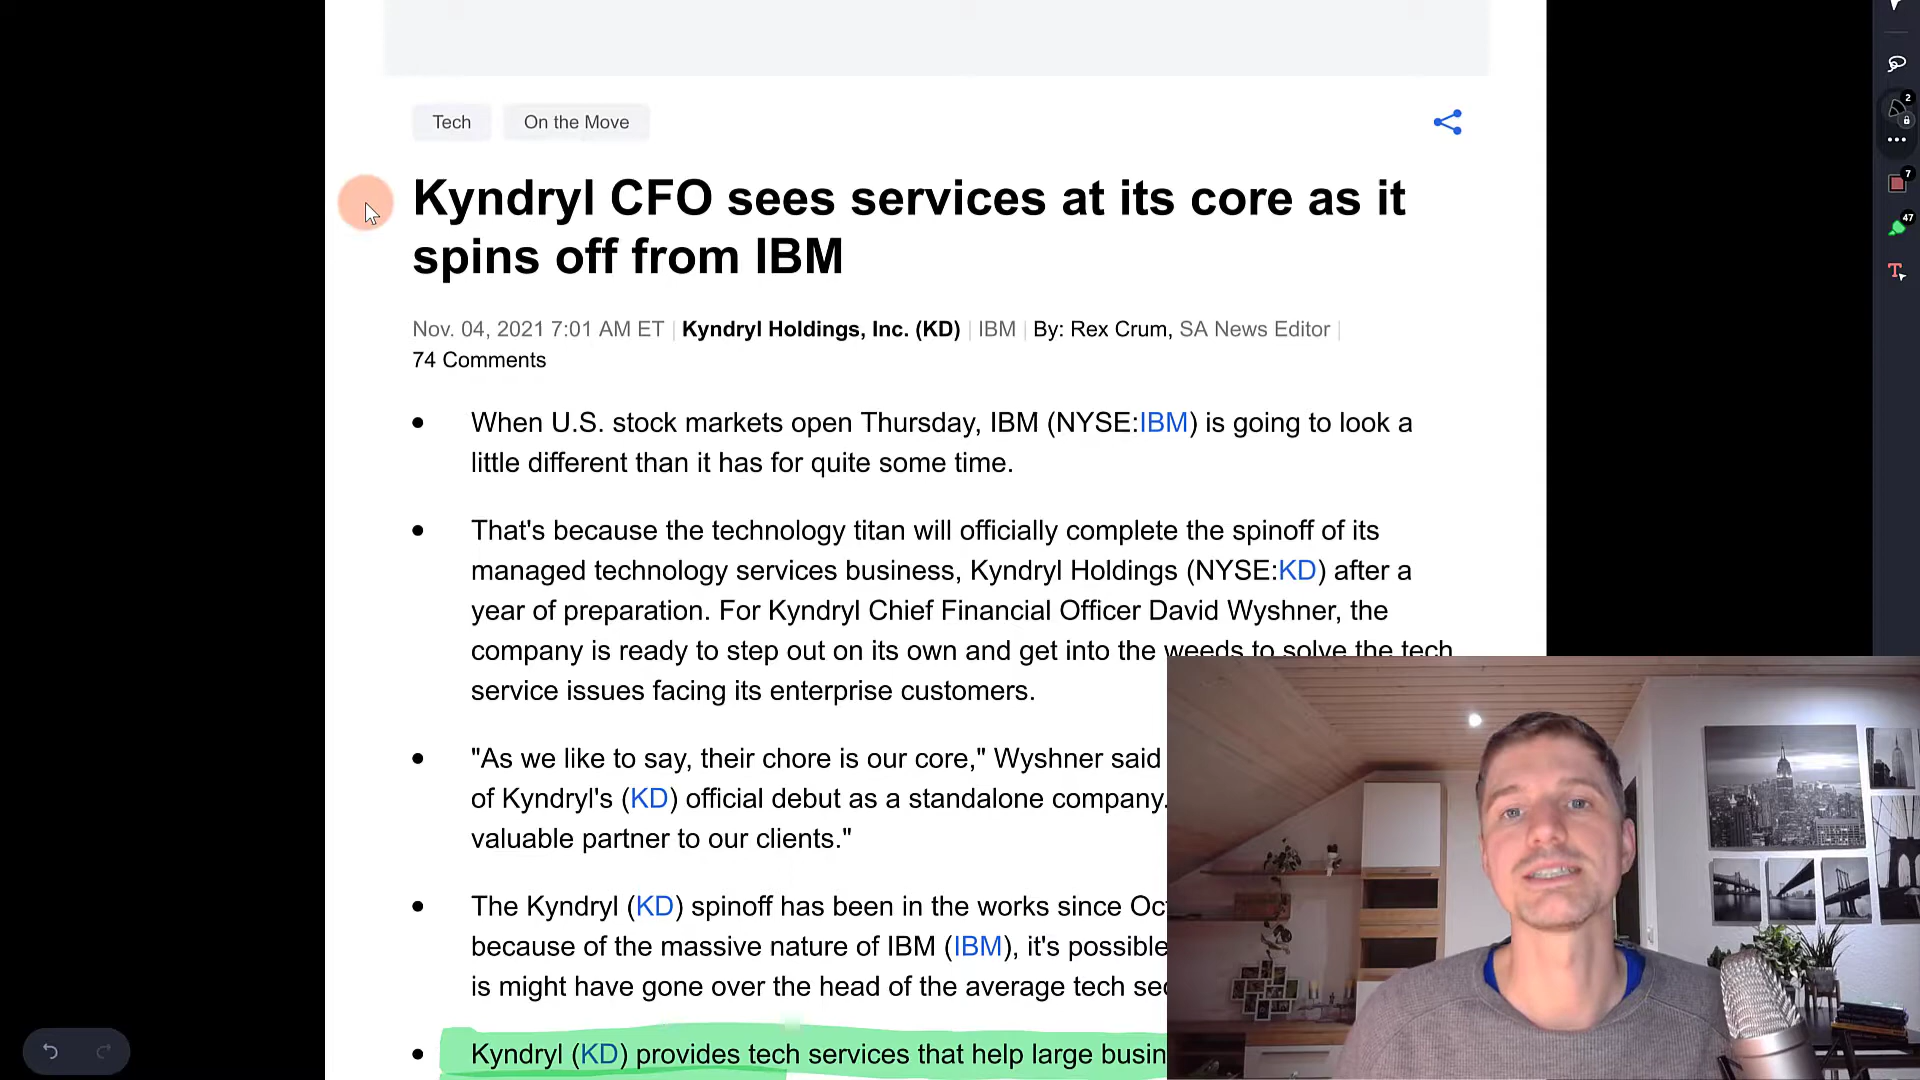 Tech
On the Move
2
7
47
Kyndryl CFO sees services at its core as it
spins off from IBM
Nov. 04, 2021 7:01 AM ET | Kyndryl Holdings, Inc. (KD) | IBM | By: Rex Crum, SA News Editor |
74 Comments
When U.S. stock markets open Thursday, IBM (NYSE:IBM) is going to look a
little different than it has for quite some time.
That's because the technology titan will officially complete the spinoff of its
managed technology services business, Kyndryl Holdings (NYSE:KD) after a
year of preparation. For Kyndryl Chief Financial Officer David Wyshner, the
company is ready to step out on its own and get into the weeds to solve the tech
service issues facing its enterprise customers.
"As we like to say, their chore is our core," Wyshner said
of Kyndryl's (KD) official debut as a standalone company.
valuable partner to our clients."
The Kyndryl (KD) spinoff has been in the works since Oc
because of the massive nature of IBM (IBM), it's possible
is might have gone over the head of the average tech sec
Kyndryl (KD) provides tech services that help large busin